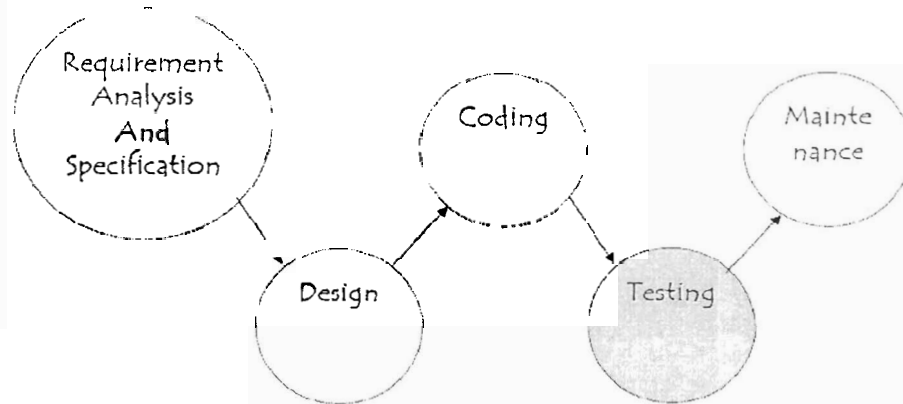 Requirement
Analysis
And
Specification
Coding
Mainte
nance
Design
Testing